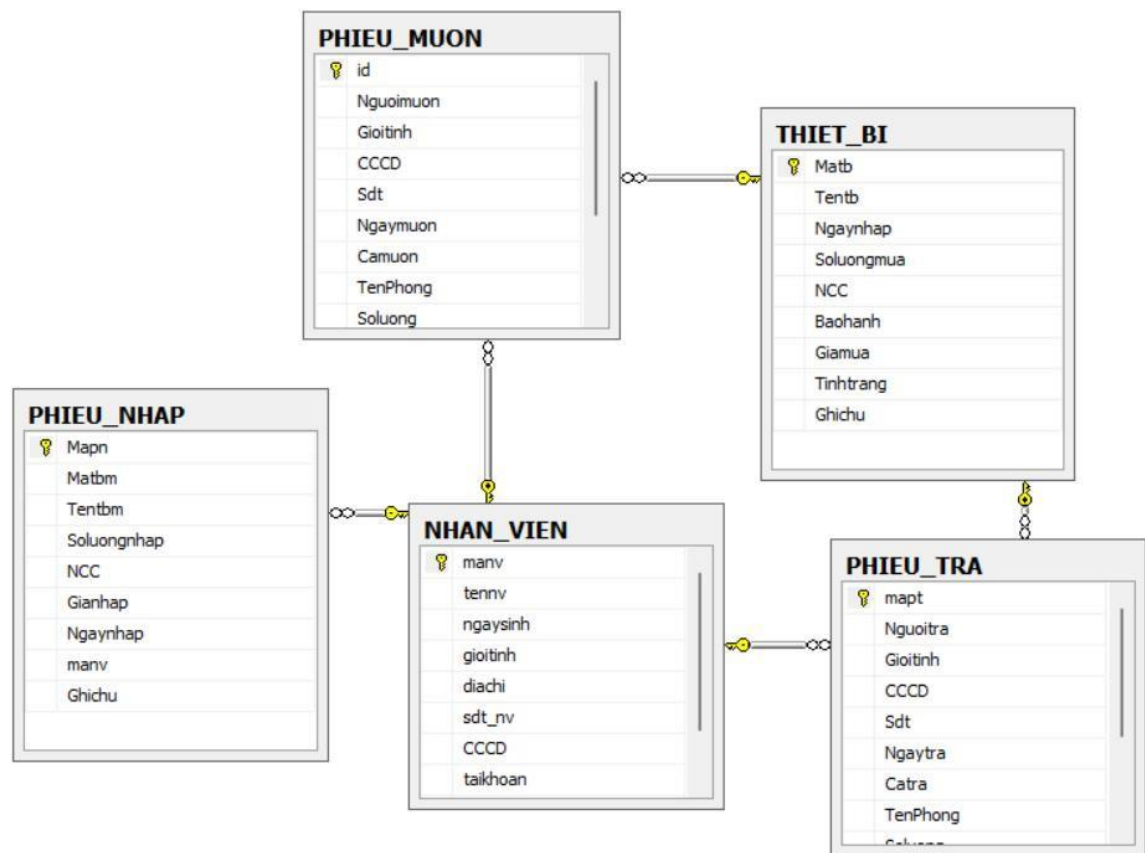 PHIEU_MUON
id
Nguoimuon
Gioitinh
CCCD
Sdt
Ngaymuon
Camuon
TenPhong
Soluong
THIET_BI
Matb
Tentb
Ngaynhap
Soluongmua
NCC
Baohanh
Giamua
Tinhtrang
Ghichu
PHIEU_NHAP
Mapn
Matbm
Tentbm
Soluongnhap
NCC
Gianhap
Ngaynhap
manv
Ghichu
NHAN_VIEN
manv
tennv
ngaysinh
gioitinh
diachi
sdt_nv
CCCD
taikhoan
PHIEU_TRA
mapt
Nguoitra
Gioitinh
CCCD
Sdt
Ngaytra
Catra
TenPhong